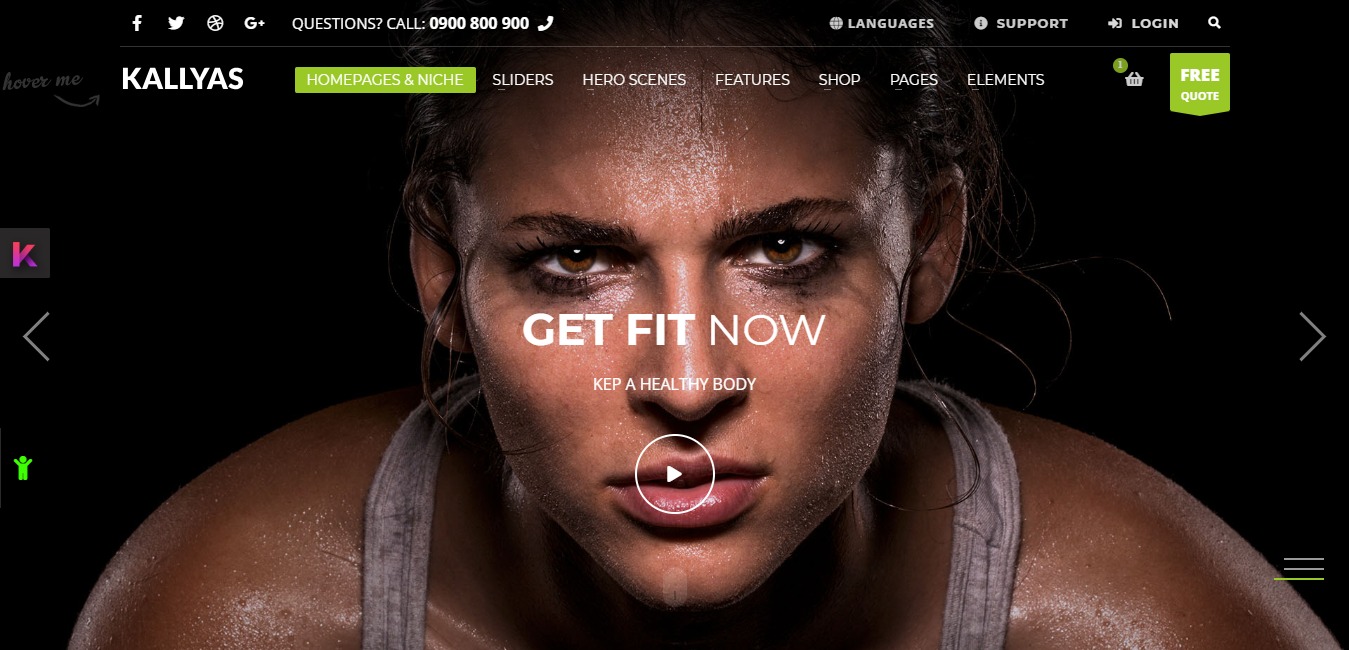 QUESTIONS? CALL: 0900 800 900
LANGUAGES
SUPPORT
LOGIN
hover me
KALLYAS
HOMEPAGES & NICHE SLIDERS HERO SCENES FEATURES SHOP PAGES ELEMENTS
1
FREE
QUOTE
K
GET FIT NOW
KEP A HEALTHY BODY